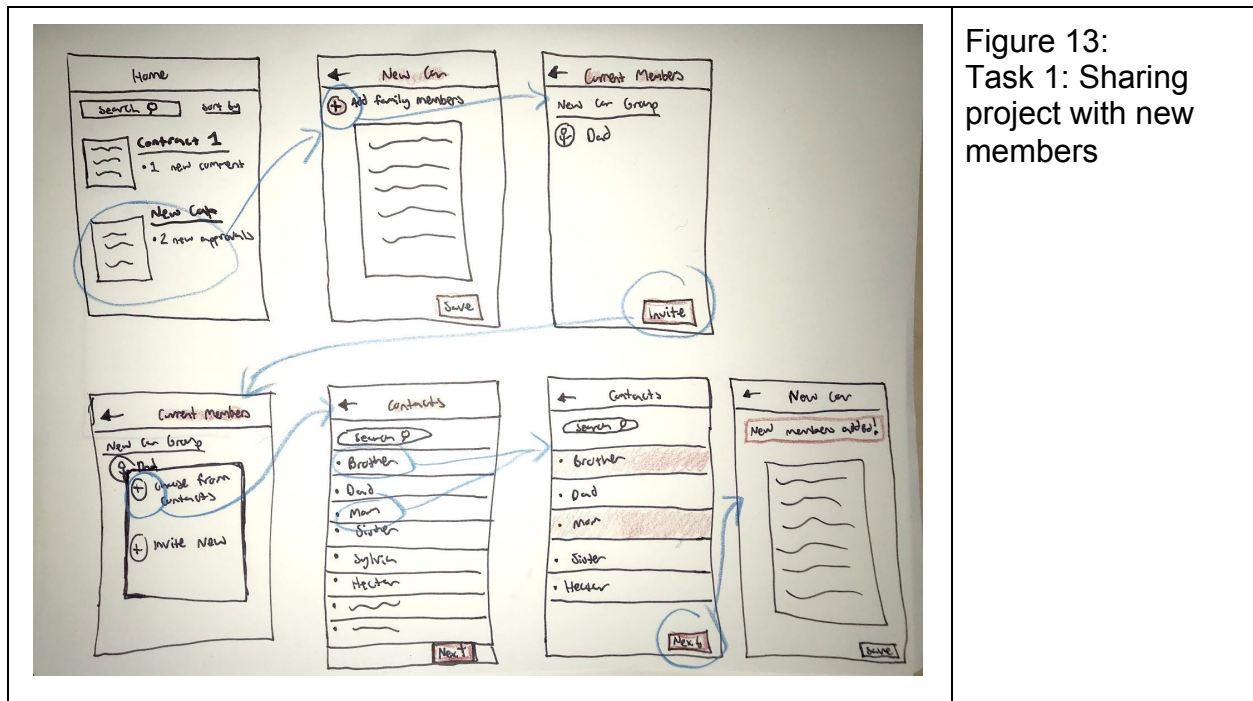 Home
Search
sort by
Contract 1
• 1 new comment
New Car
• 2 new approvals
← New Car
+ Add family members
Save
← Current Members
New Car Group
Dad
Invite
← Current Members
New Car Group
Dad
+ Choose from
contacts
+ Invite New
← Contacts
Search
• Brother
• Dad
• Mom
• Sister
• Sylvia
• Hector
Next
← Contacts
Search
• Brother
• Dad
• Mom
• Sister
• Hector
Next
← New Car
New members added!
Save
Figure 13:
Task 1: Sharing
project with new
members